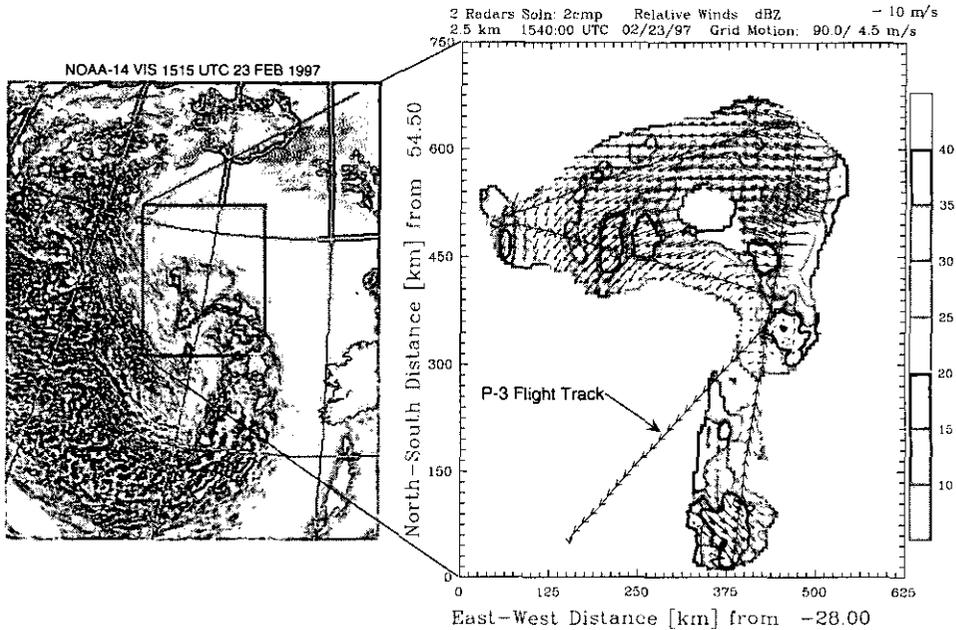 2 Radars Soln: 2cmp Relative Winds dBZ → 10 m/s
2.5 km 1540:00 UTC 02/23/97 Grid Motion: 90.0/ 4.5 m/s
NOAA-14 VIS 1515 UTC 23 FEB 1997
North-South Distance [km] from 54.50
750
600
450
300
150
0
P-3 Flight Track
40
35
30
25
20
15
10
0 125 250 375 500 625
East-West Distance [km] from -28.00